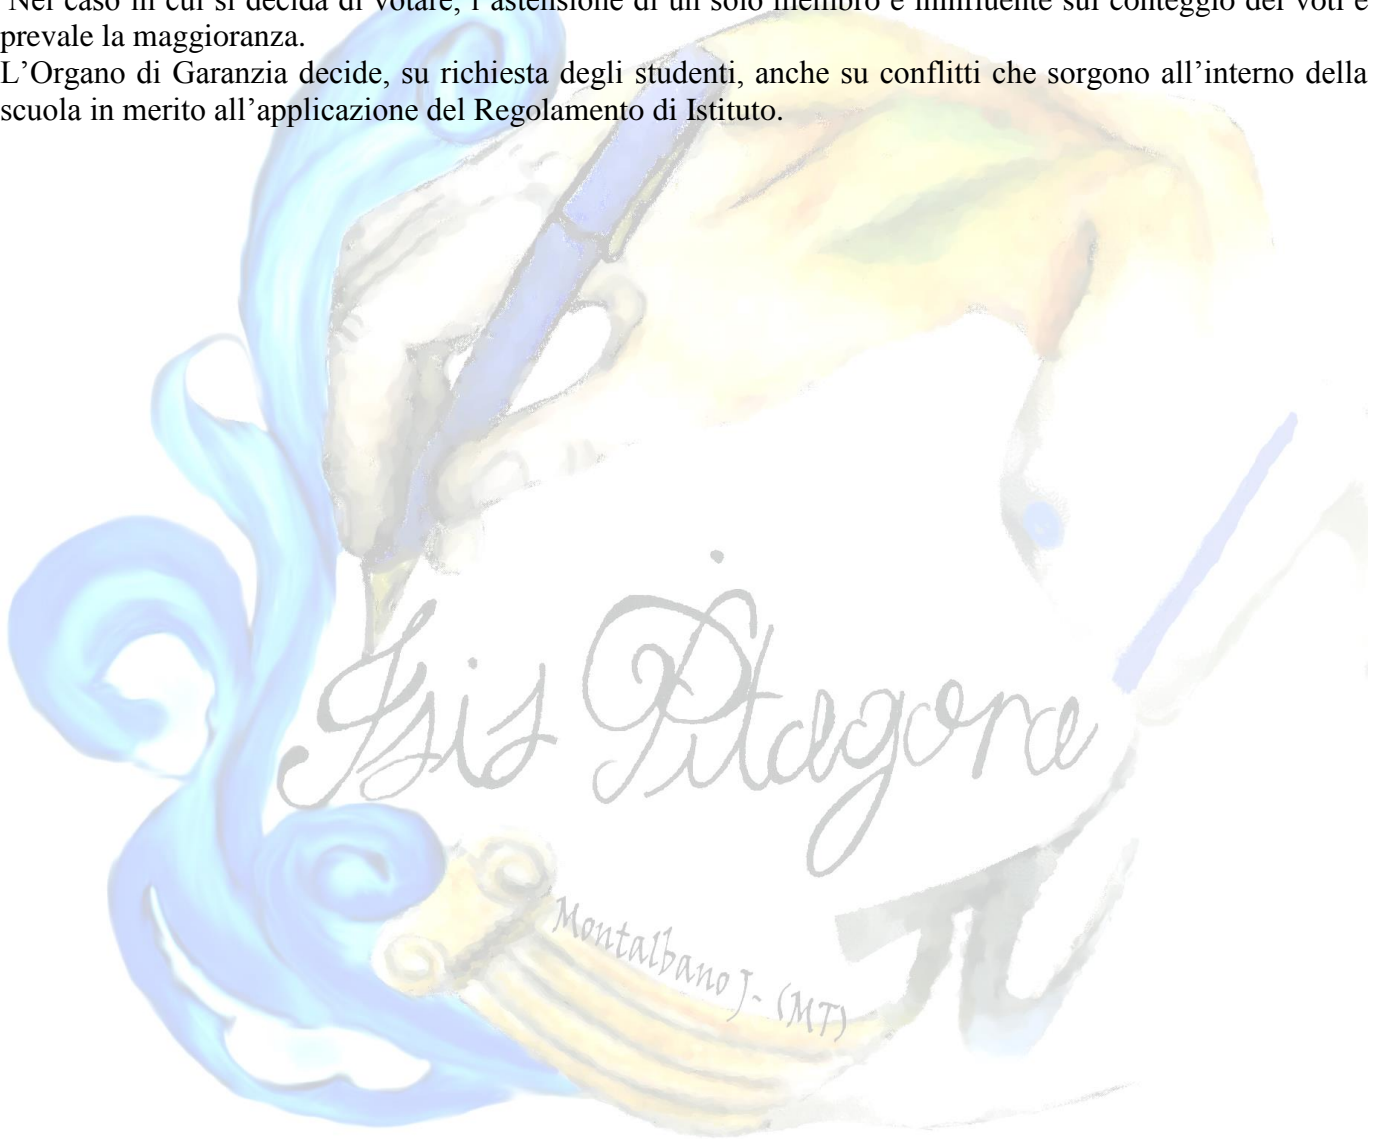 Nel caso in cui si decida di votare, l’astensione di un solo membro è ininfluente sul conteggio dei voti e
prevale la maggioranza.
L’Organo di Garanzia decide, su richiesta degli studenti, anche su conflitti che sorgono all’interno della
scuola in merito all’applicazione del Regolamento di Istituto.
Isis Pitagora
Montalbano J- (MT)